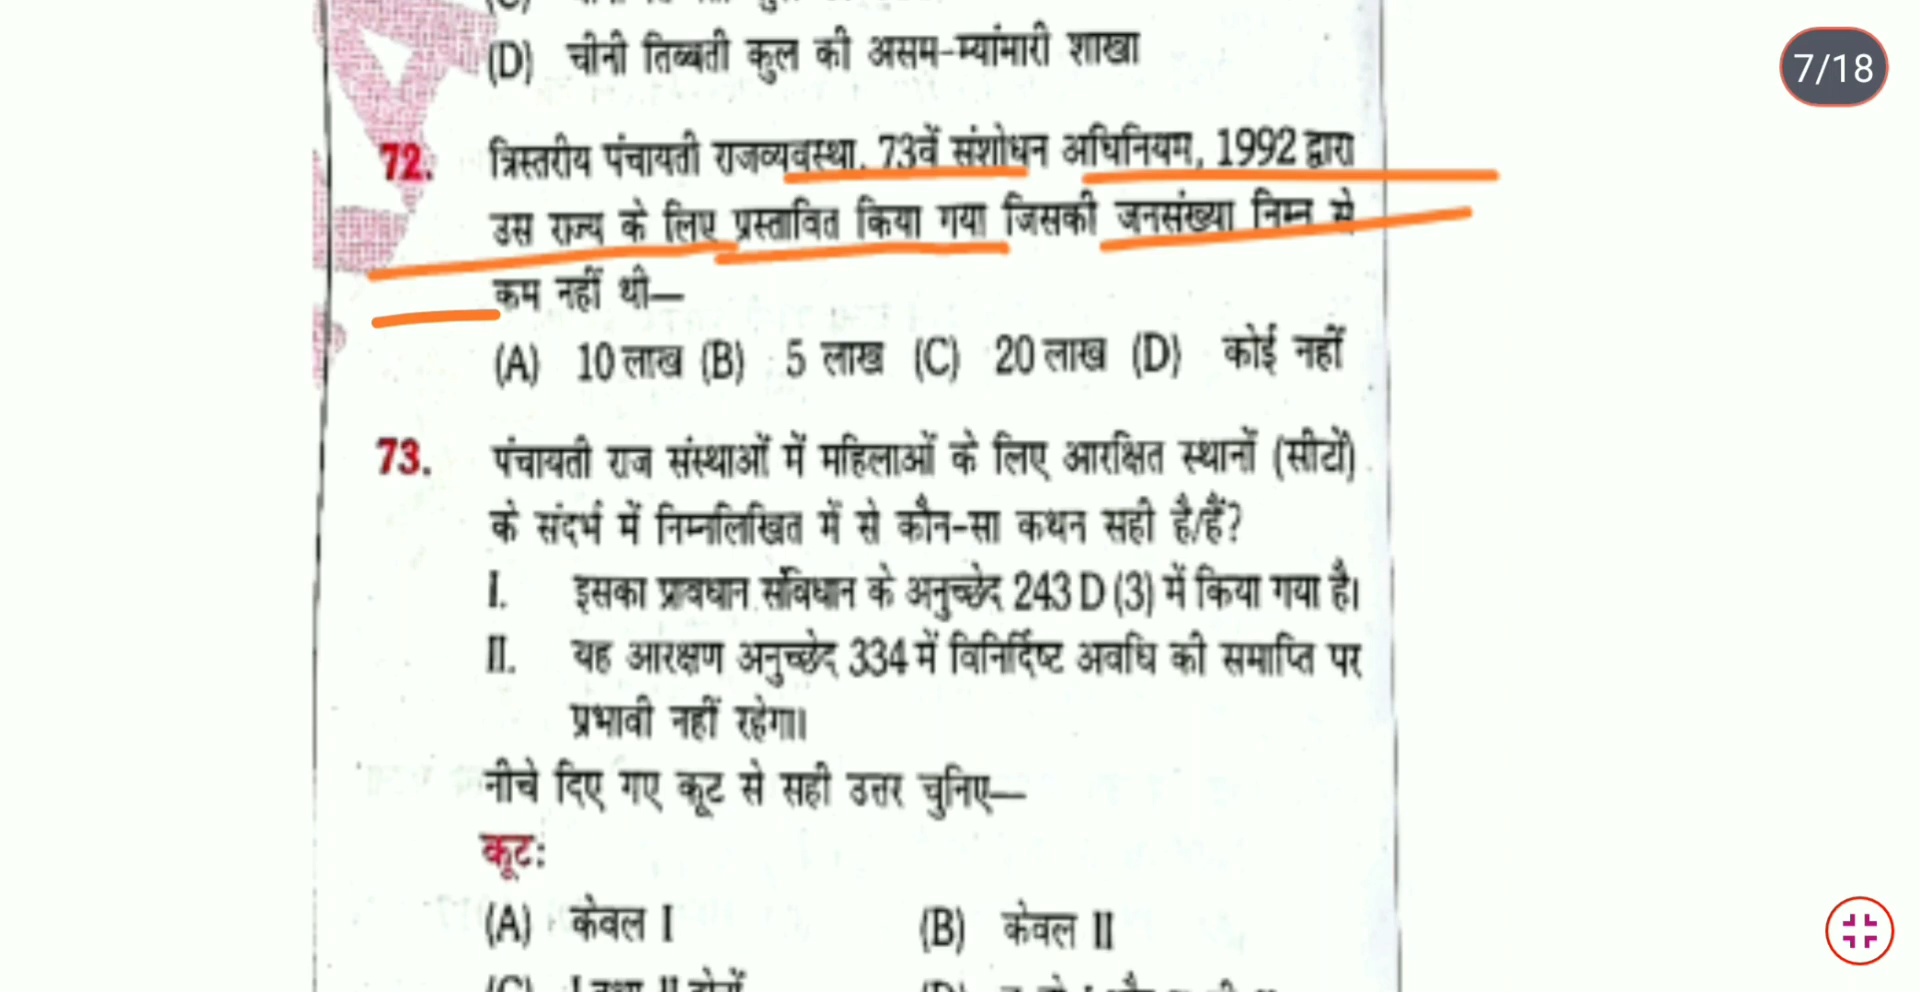 (D) चीनी तिब्बती कुल की असम-म्यांमारी शाखा
7/18
72. त्रिस्तरीय पंचायती राजव्यवस्था, 73वें संशोधन अधिनियम, 1992 द्वारा
उस राज्य के लिए प्रस्तावित किया गया जिसकी जनसंख्या निम्न से
कम नहीं थी—
(A) 10 लाख (B) 5 लाख (C) 20 लाख (D) कोई नहीं
73. पंचायती राज संस्थाओं में महिलाओं के लिए आरक्षित स्थानों (सीटों)
के संदर्भ में निम्नलिखित में से कौन-सा कथन सही है/हैं?
I. इसका प्रावधान संविधान के अनुच्छेद 243 D (3) में किया गया है।
II. यह आरक्षण अनुच्छेद 334 में विनिर्दिष्ट अवधि की समाप्ति पर
प्रभावी नहीं रहेगा।
नीचे दिए गए कूट से सही उत्तर चुनिए—
कूट:
(A) केवल I (B) केवल II